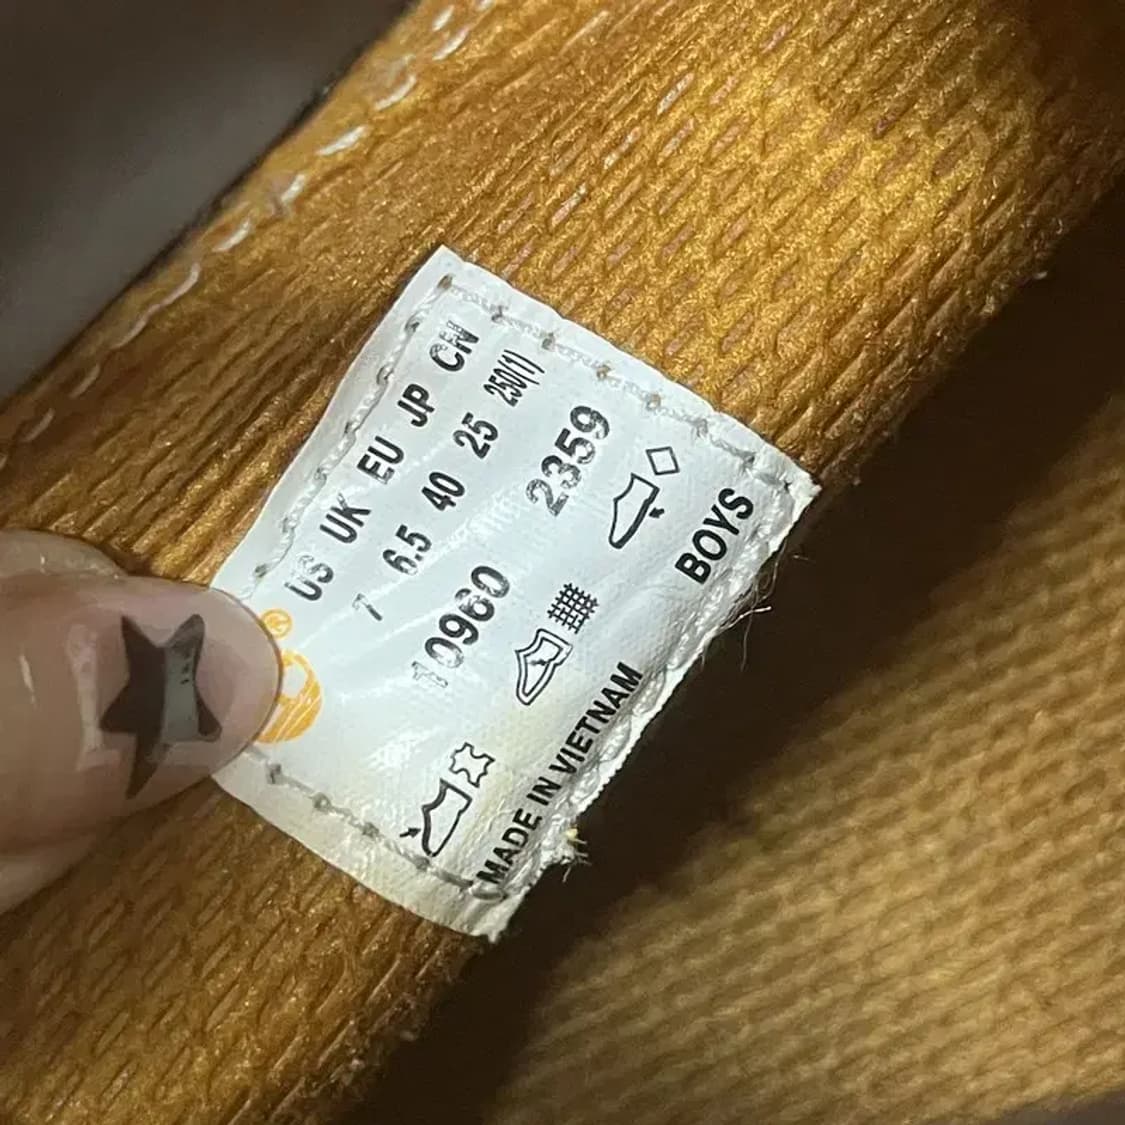 US UK EU JP CN
7 6.5 40 25 250(1)
10960 2359
BOYS
MADE IN VIETNAM
®